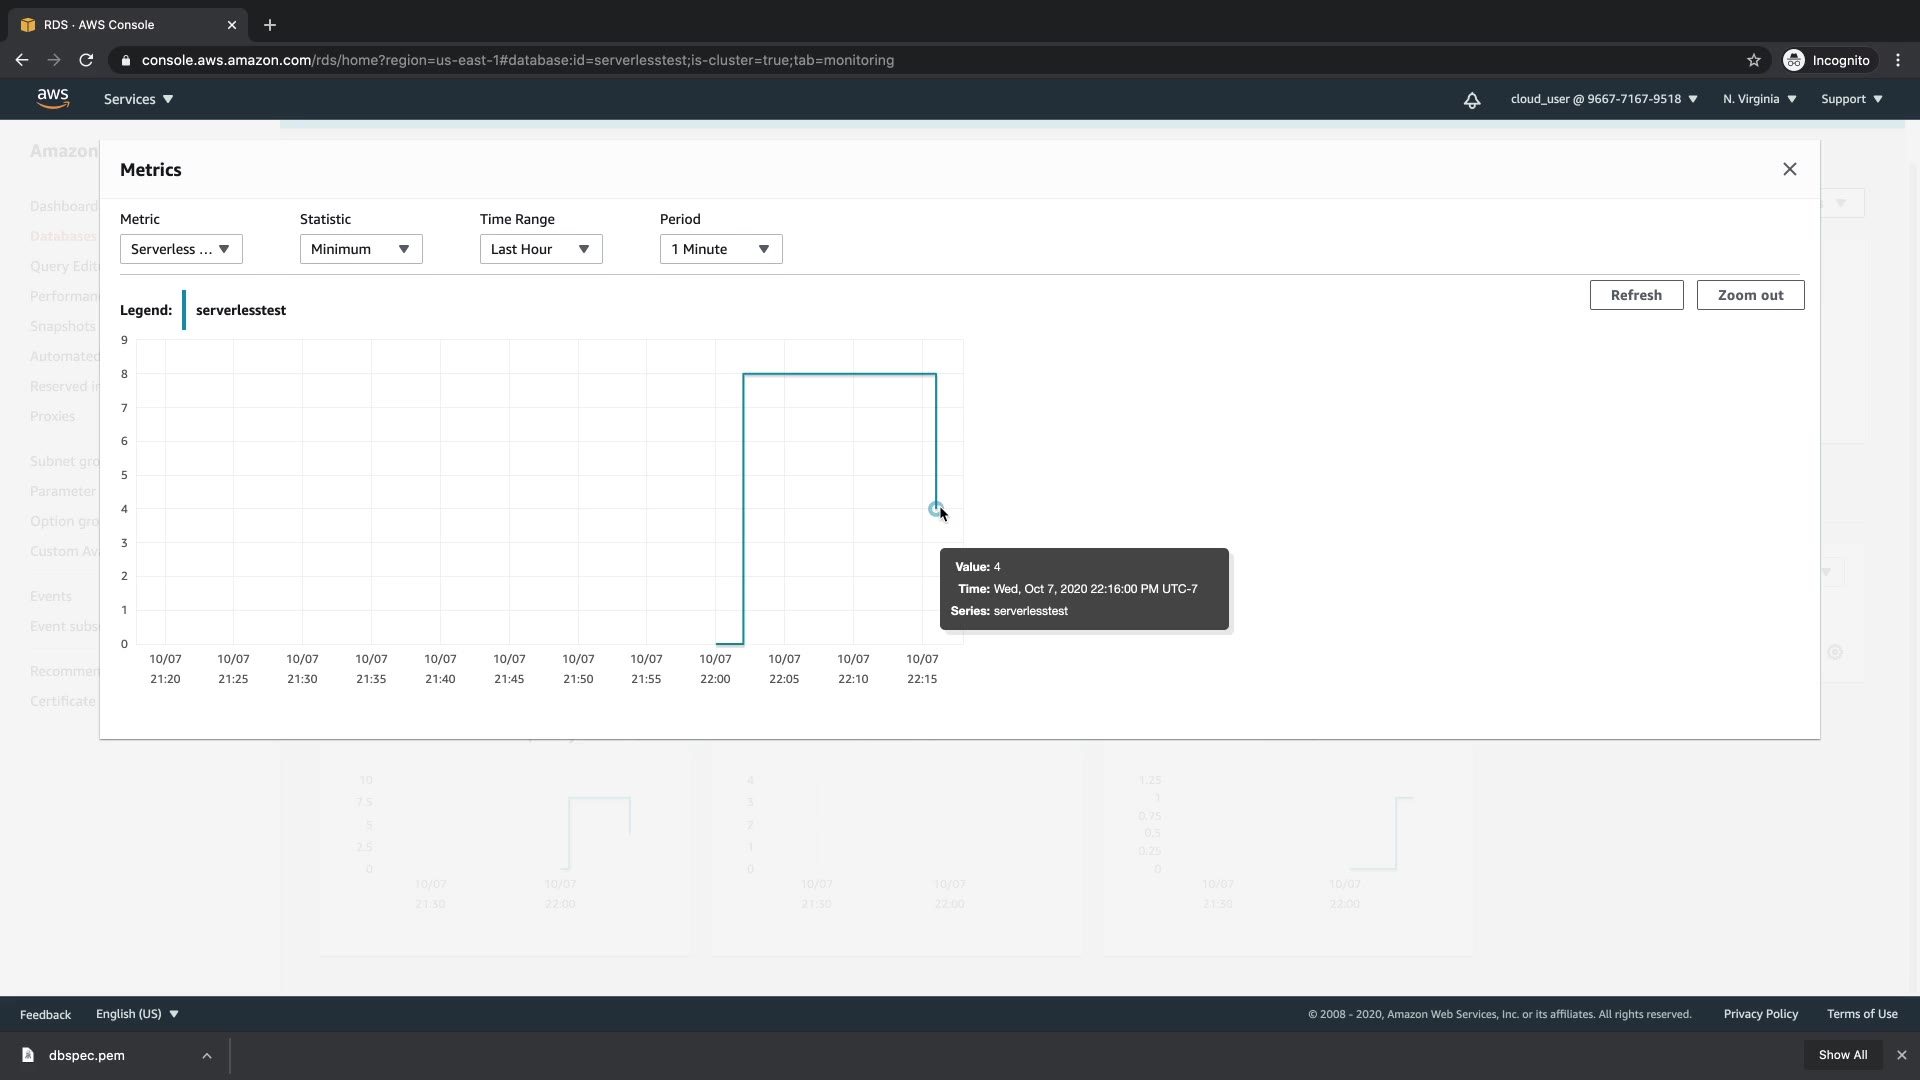 RDS · AWS Console
console.aws.amazon.com/rds/home?region=us-east-1#database:id=serverlesstest;is-cluster=true;tab=monitoring
Incognito
aws
Services
cloud_user @ 9667-7167-9518
N. Virginia
Support
Amazon
Dashboard
Databases
Query Edit
Performan
Snapshots
Automated
Reserved in
Proxies
Subnet gro
Parameter
Option gro
Custom Ava
Events
Event subs
Recommen
Certificate
Metrics
Metric
Statistic
Time Range
Period
Serverless ...
Minimum
Last Hour
1 Minute
Refresh
Zoom out
Legend:
serverlesstest
9
8
7
6
5
4
3
2
1
0
10/07 10/07 10/07 10/07 10/07 10/07 10/07 10/07 10/07 10/07 10/07 10/07
21:20 21:25 21:30 21:35 21:40 21:45 21:50 21:55 22:00 22:05 22:10 22:15
Value: 4
Time: Wed, Oct 7, 2020 22:16:00 PM UTC-7
Series: serverlesstest
10
7.5
5
2.5
0
10/07 10/07
21:30 22:00
4
3
2
1
0
10/07 10/07
21:30 22:00
1.25
1
0.75
0.5
0.25
0
10/07 10/07
21:30 22:00
Feedback
English (US)
© 2008 - 2020, Amazon Web Services, Inc. or its affiliates. All rights reserved.
Privacy Policy
Terms of Use
dbspec.pem
Show All